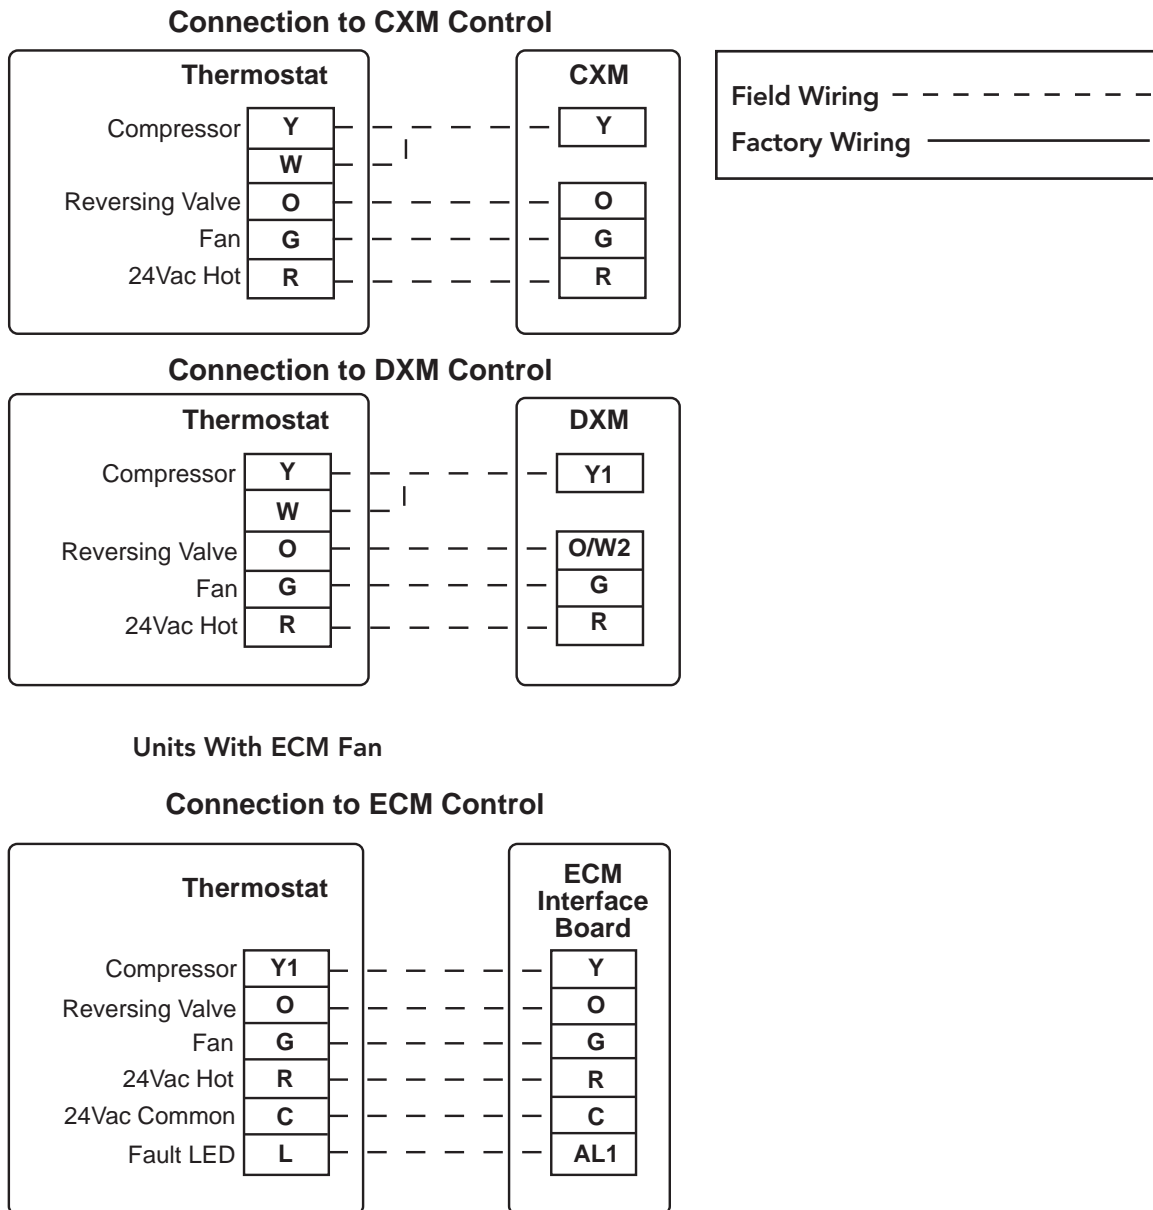 Connection to CXM Control
Thermostat CXM
Field Wiring
Factory Wiring
Compressor Y Y
W
Reversing Valve O O
Fan G G
24Vac Hot R R
Connection to DXM Control
Thermostat DXM
Compressor Y Y1
W
Reversing Valve O O/W2
Fan G G
24Vac Hot R R
Units With ECM Fan
Connection to ECM Control
Thermostat
ECM
Interface
Board
Compressor Y1 Y
Reversing Valve O O
Fan G G
24Vac Hot R R
24Vac Common C C
Fault LED L AL1